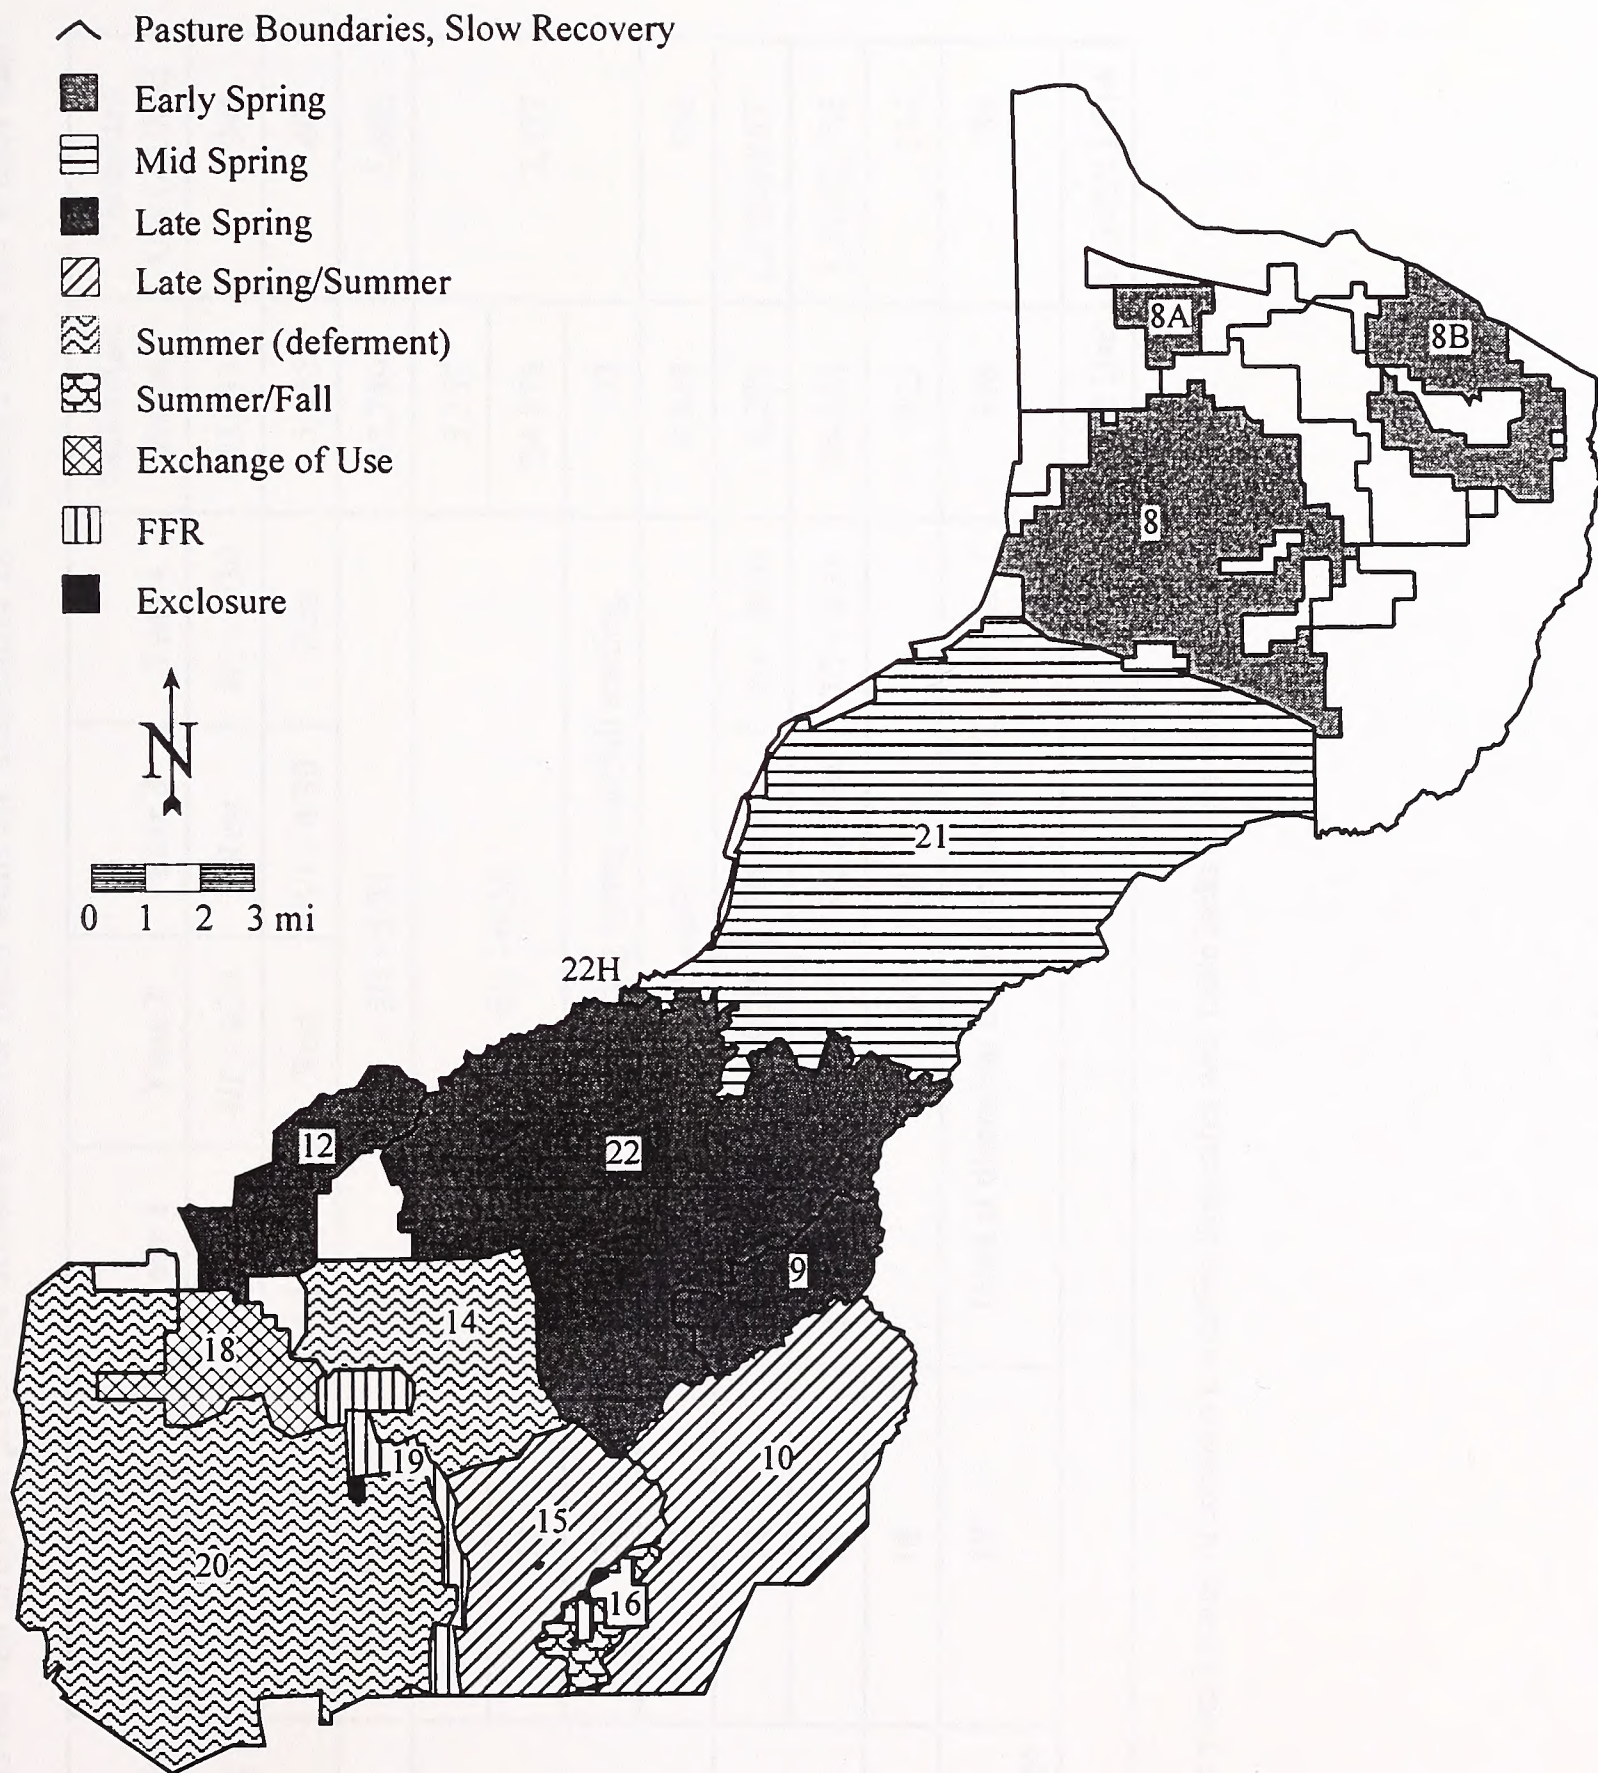 Pasture Boundaries, Slow Recovery
Early Spring
Mid Spring
Late Spring
Late Spring/Summer
Summer (deferment)
Summer/Fall
Exchange of Use
FFR
Exclosure
N
0 1 2 3 mi
8A
8B
8
21
22H
12
22
9
14
18
10
19
15
20
16